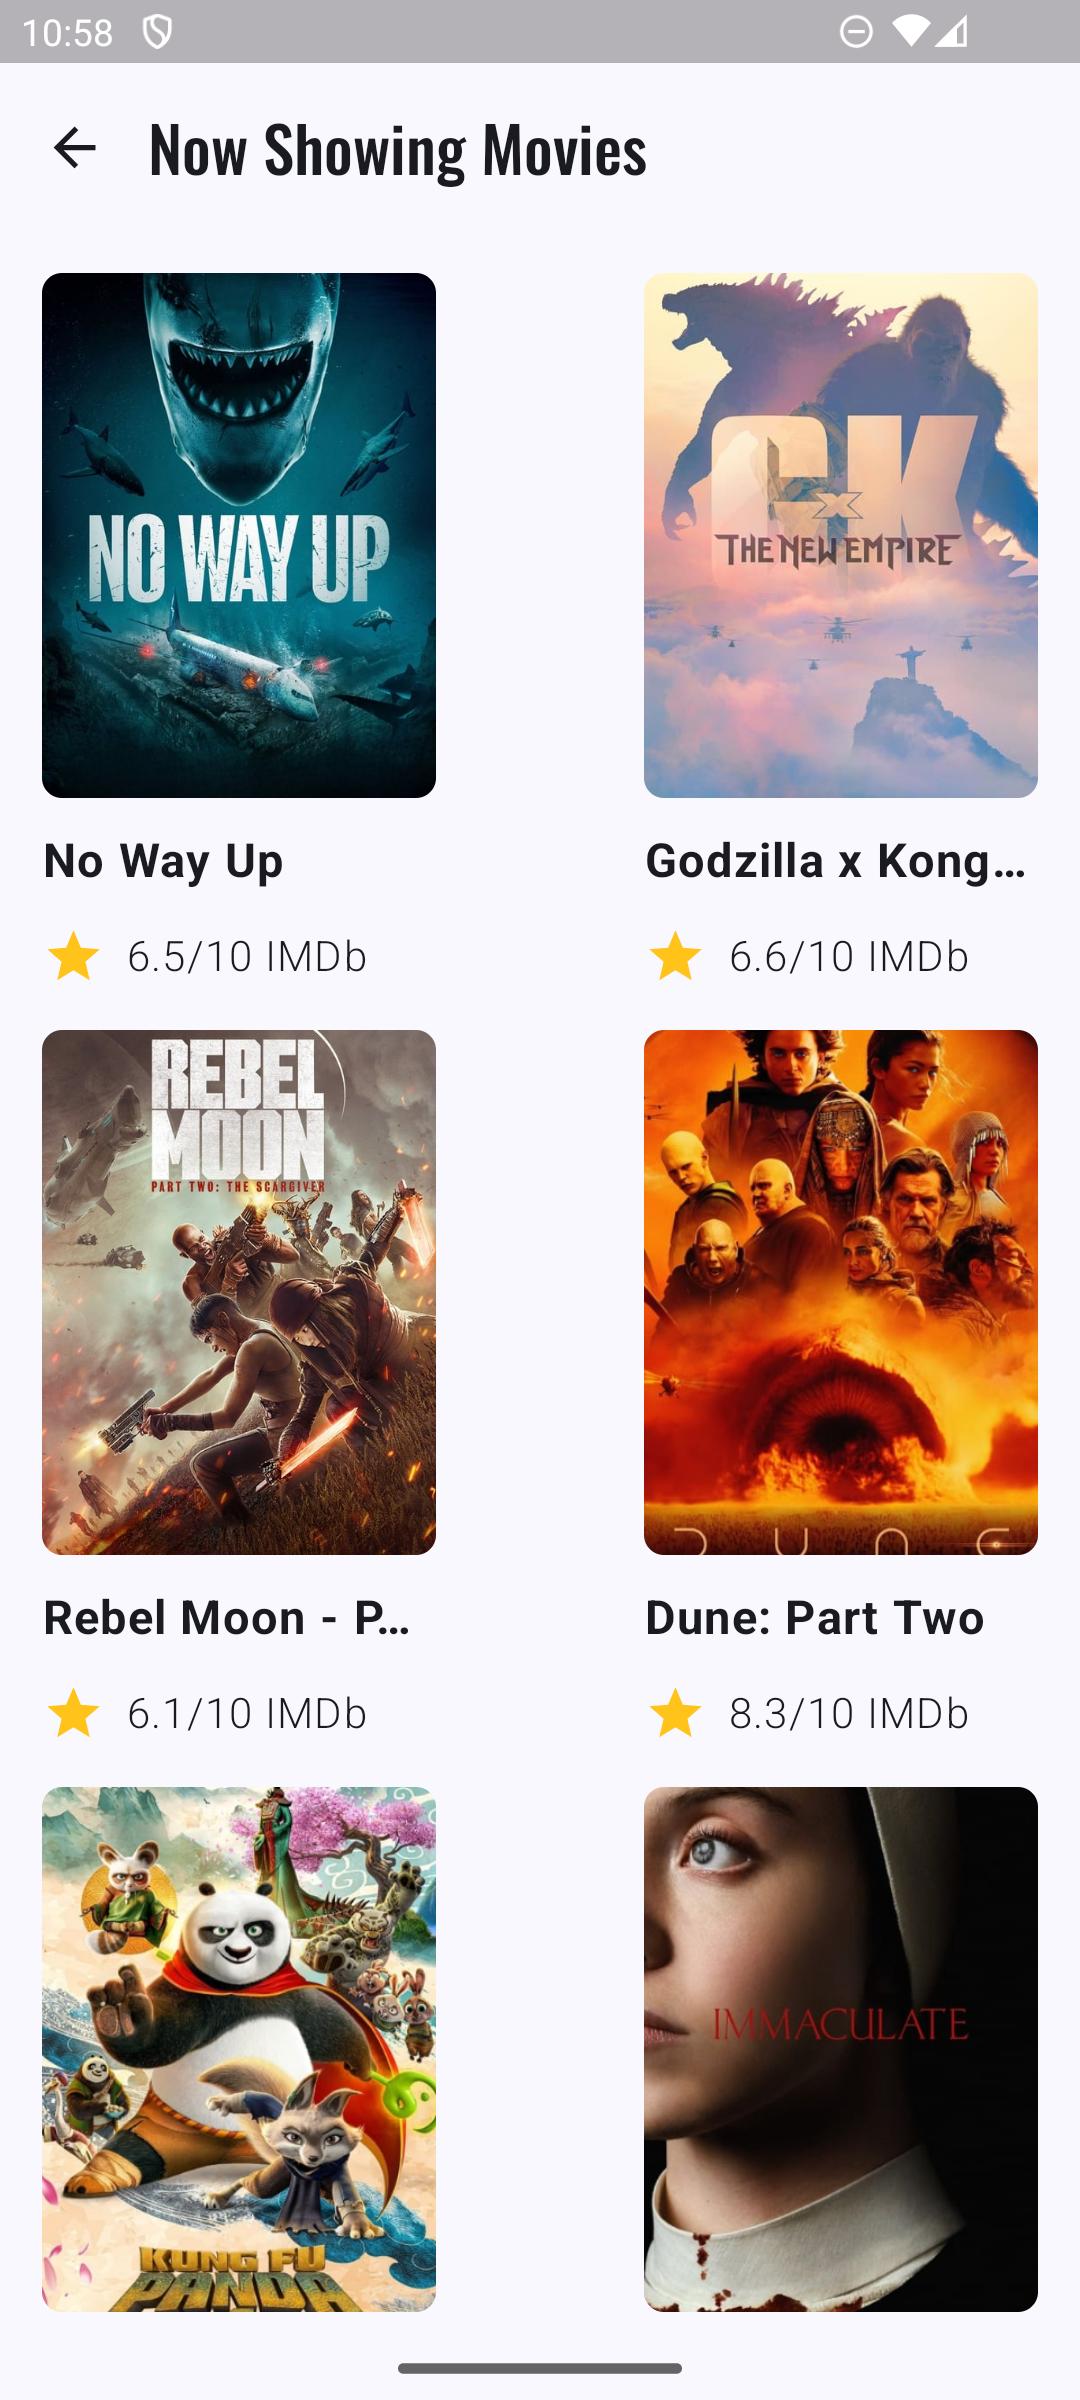 10:58
Now Showing Movies
NO WAY UP
GxK
THE NEW EMPIRE
No Way Up
Godzilla x Kong...
6.5/10 IMDb
6.6/10 IMDb
REBEL
MOON
PART TWO: THE SCARGIVER
DUNE
Rebel Moon - P...
Dune: Part Two
6.1/10 IMDb
8.3/10 IMDb
KUNG FU
PANDA
IMMACULATE